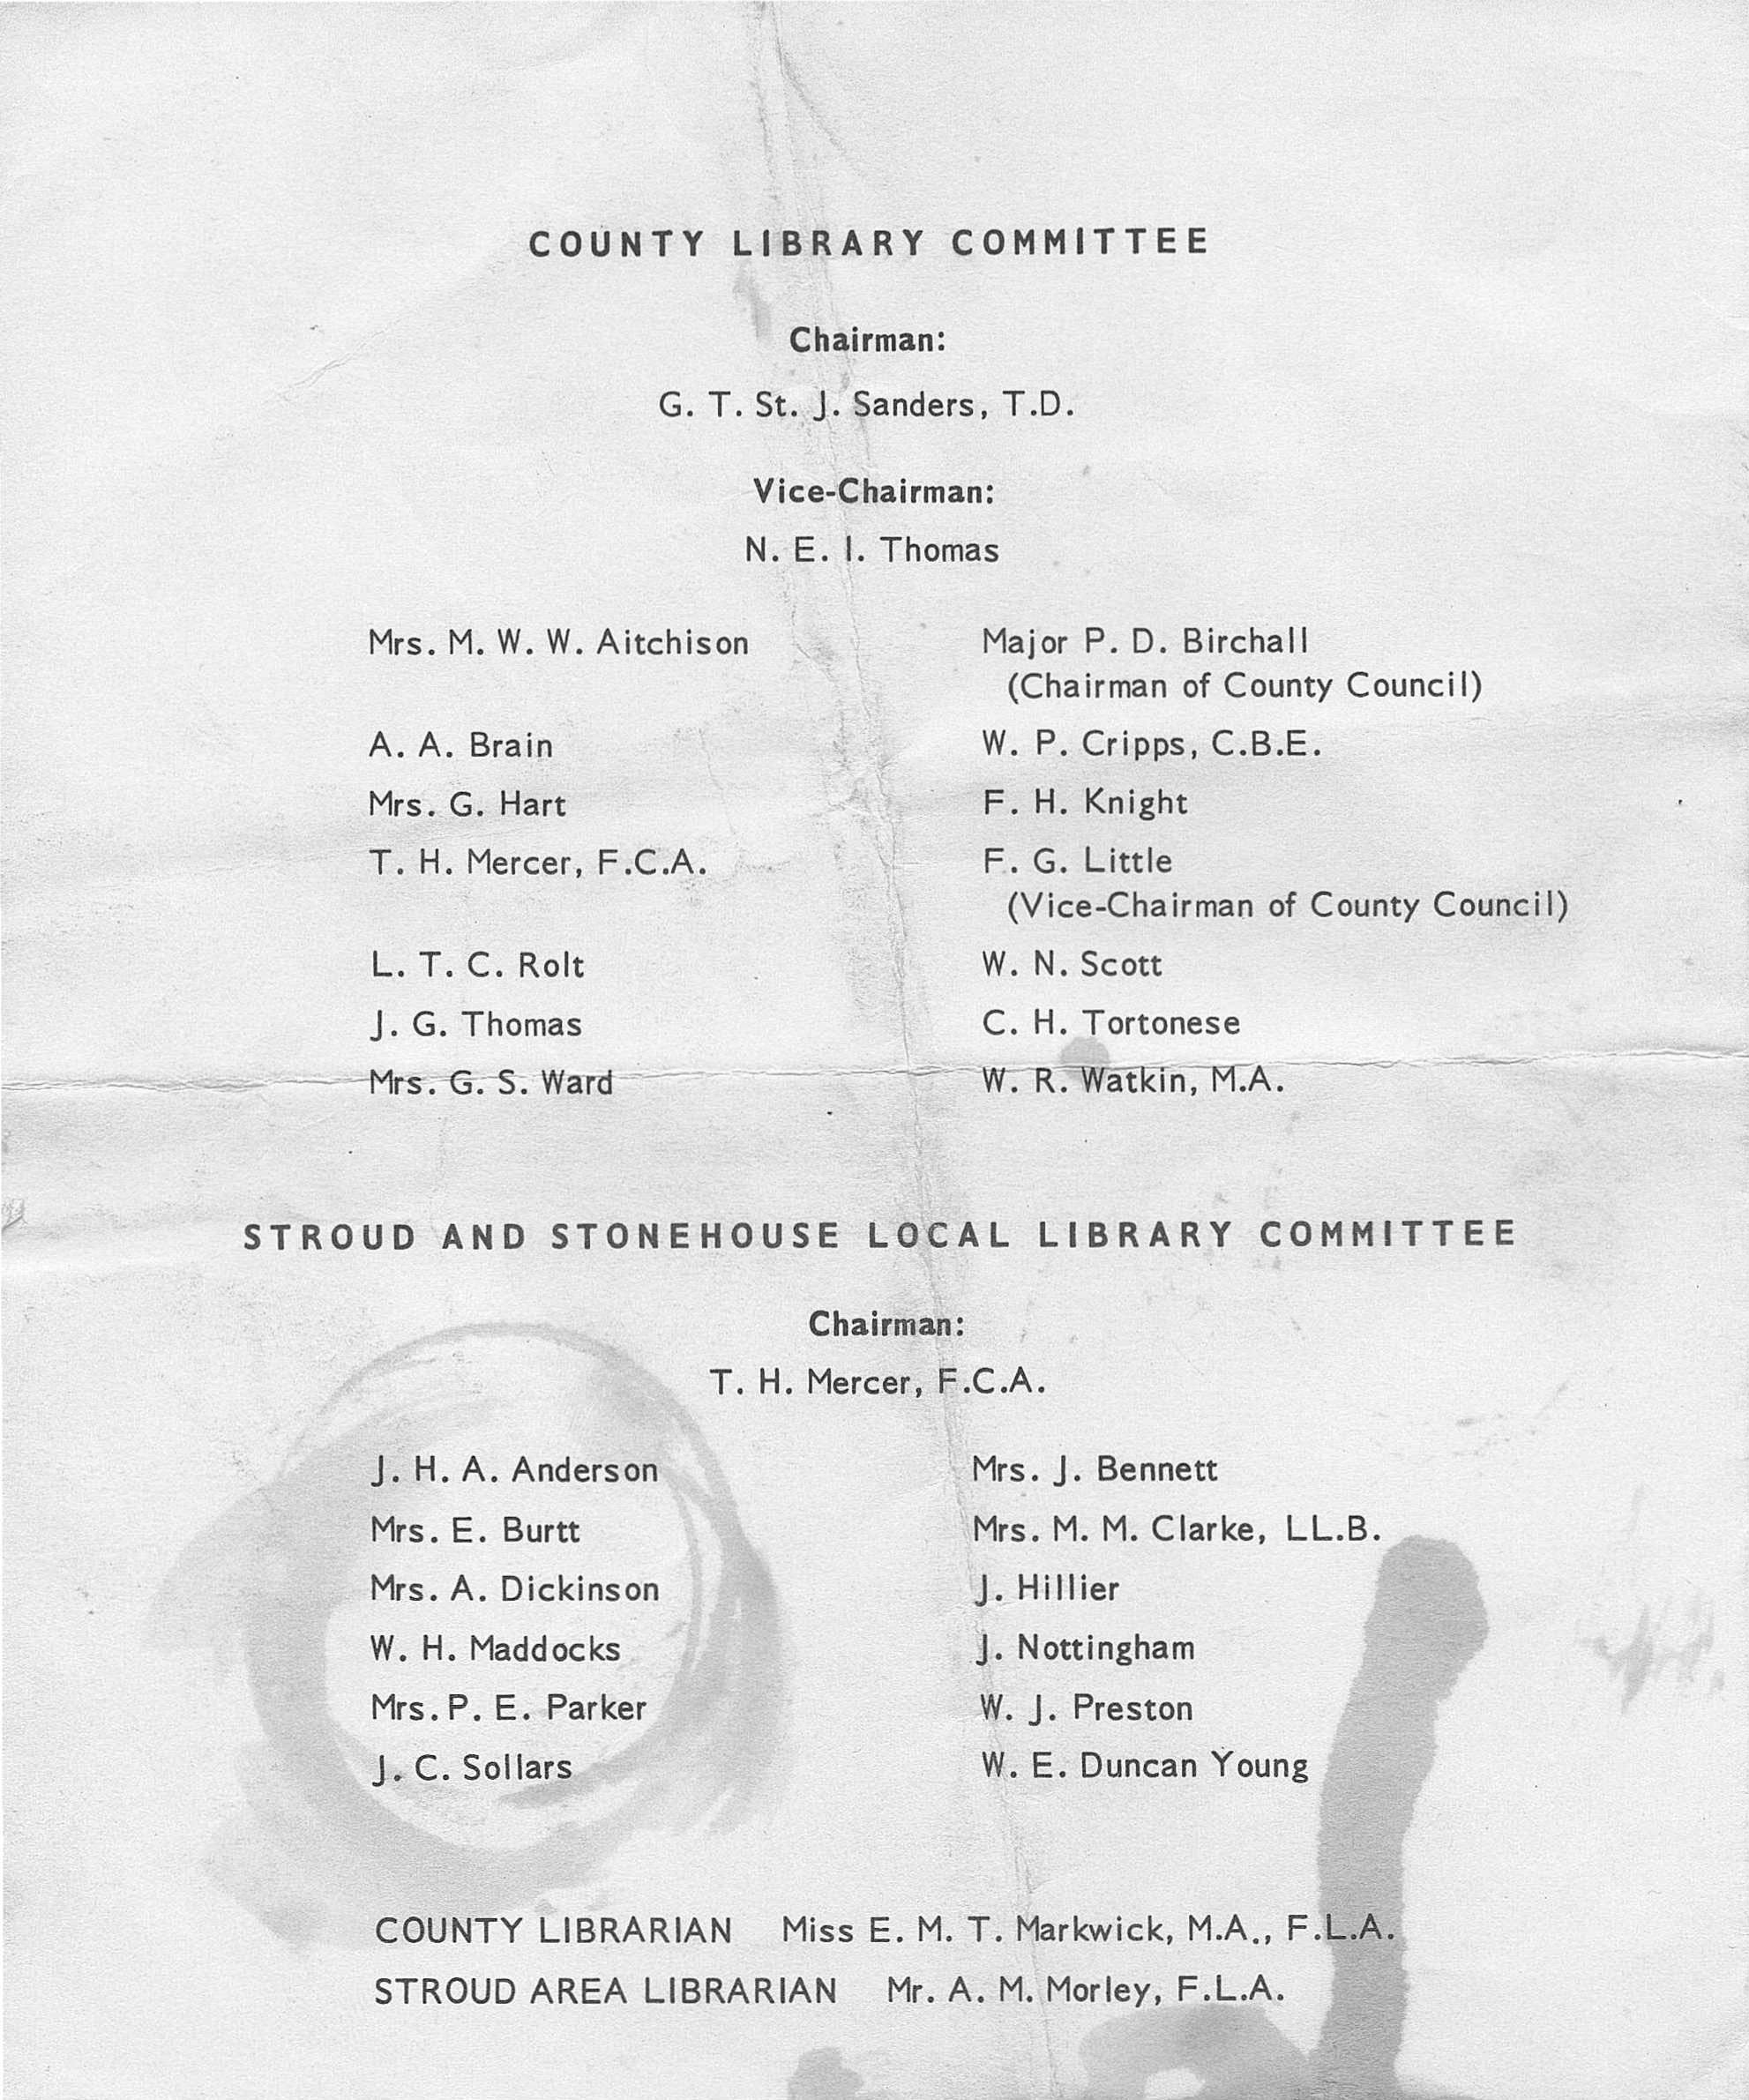 COUNTY LIBRARY COMMITTEE
Chairman:
G. T. St. J. Sanders, T.D.
Vice-Chairman:
N. E. I. Thomas
Mrs. M. W. W. Aitchison
Major P. D. Birchall
(Chairman of County Council)
A. A. Brain
W. P. Cripps, C.B.E.
Mrs. G. Hart
F. H. Knight
T. H. Mercer, F.C.A.
F. G. Little
(Vice-Chairman of County Council)
L. T. C. Rolt
W. N. Scott
J. G. Thomas
C. H. Tortonese
Mrs. G. S. Ward
W. R. Watkin, M.A.
STROUD AND STONEHOUSE LOCAL LIBRARY COMMITTEE
Chairman:
T. H. Mercer, F.C.A.
J. H. A. Anderson
Mrs. J. Bennett
Mrs. E. Burtt
Mrs. M. M. Clarke, LL.B.
Mrs. A. Dickinson
J. Hillier
W. H. Maddocks
J. Nottingham
Mrs. P. E. Parker
W. J. Preston
J. C. Sollars
W. E. Duncan Young
COUNTY LIBRARIAN Miss E. M. T. Markwick, M.A., F.L.A.
STROUD AREA LIBRARIAN Mr. A. M. Morley, F.L.A.